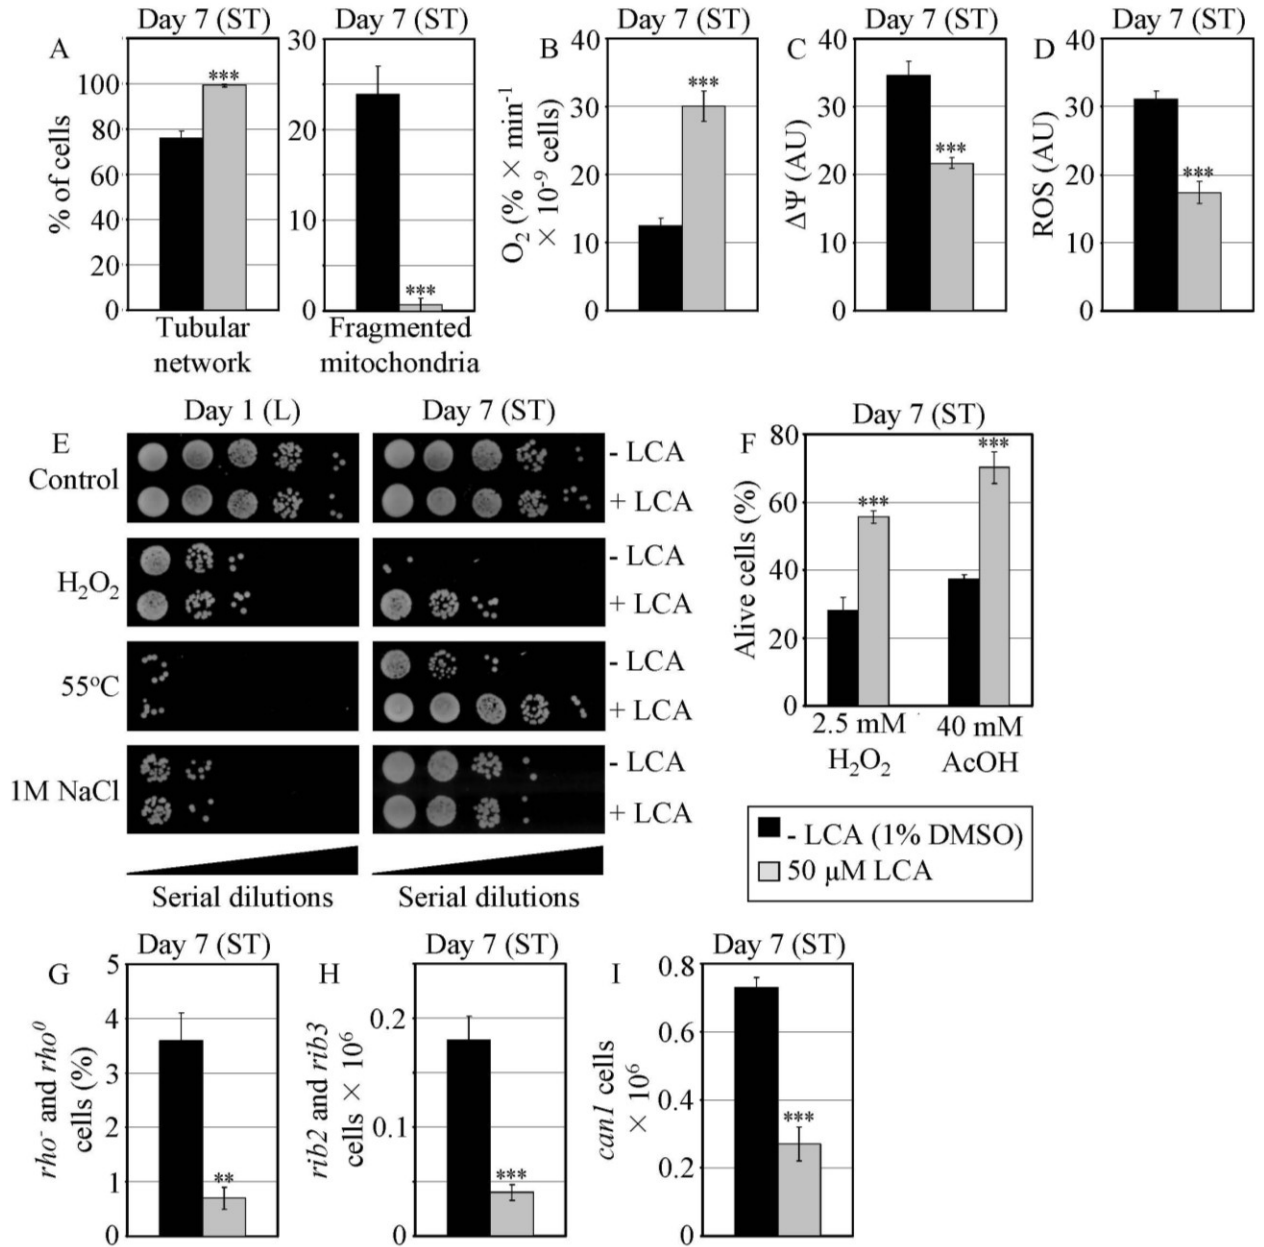 Day 7 (ST) Day 7 (ST) Day 7 (ST) Day 7 (ST) Day 7 (ST)
A
% of cells
100
80
60
40
20
0
Tubular
network
30
20
10
0
Fragmented
mitochondria
***
***
B
O₂ (% × min⁻¹
× 10⁻⁹ cells)
40
30
20
10
0
***
C
ΔΨ (AU)
40
30
20
10
0
***
D
ROS (AU)
40
30
20
10
0
***
E
Day 1 (L) Day 7 (ST)
Control
- LCA
+ LCA
H₂O₂
- LCA
+ LCA
55°C
- LCA
+ LCA
1M NaCl
- LCA
+ LCA
Serial dilutions Serial dilutions
F
Day 7 (ST)
Alive cells (%)
80
60
40
20
0
***
***
2.5 mM 40 mM
H₂O₂ AcOH
- LCA (1% DMSO)
50 µM LCA
G
Day 7 (ST)
rho⁻ and rho⁰
cells (%)
5
4
3
2
1
0
**
H
Day 7 (ST)
rib2 and rib3
cells × 10⁶
0.2
0.1
0
***
I
Day 7 (ST)
can1 cells
× 10⁶
0.8
0.6
0.4
0.2
0
***